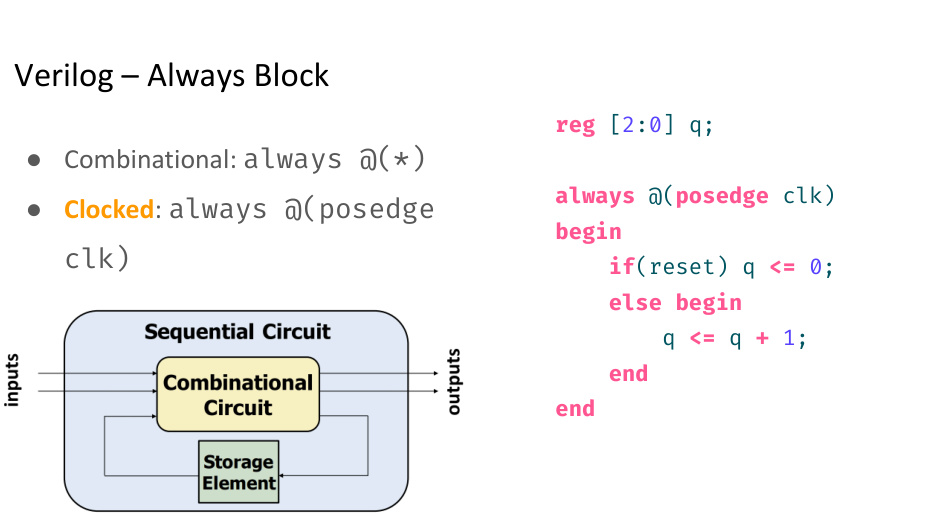 Verilog – Always Block
● Combinational: always @(*)
● Clocked: always @(posedge
clk)
Sequential Circuit
inputs
Combinational
Circuit
outputs
Storage
Element
reg [2:0] q;
always @(posedge clk)
begin
    if(reset) q <= 0;
    else begin
        q <= q + 1;
    end
end